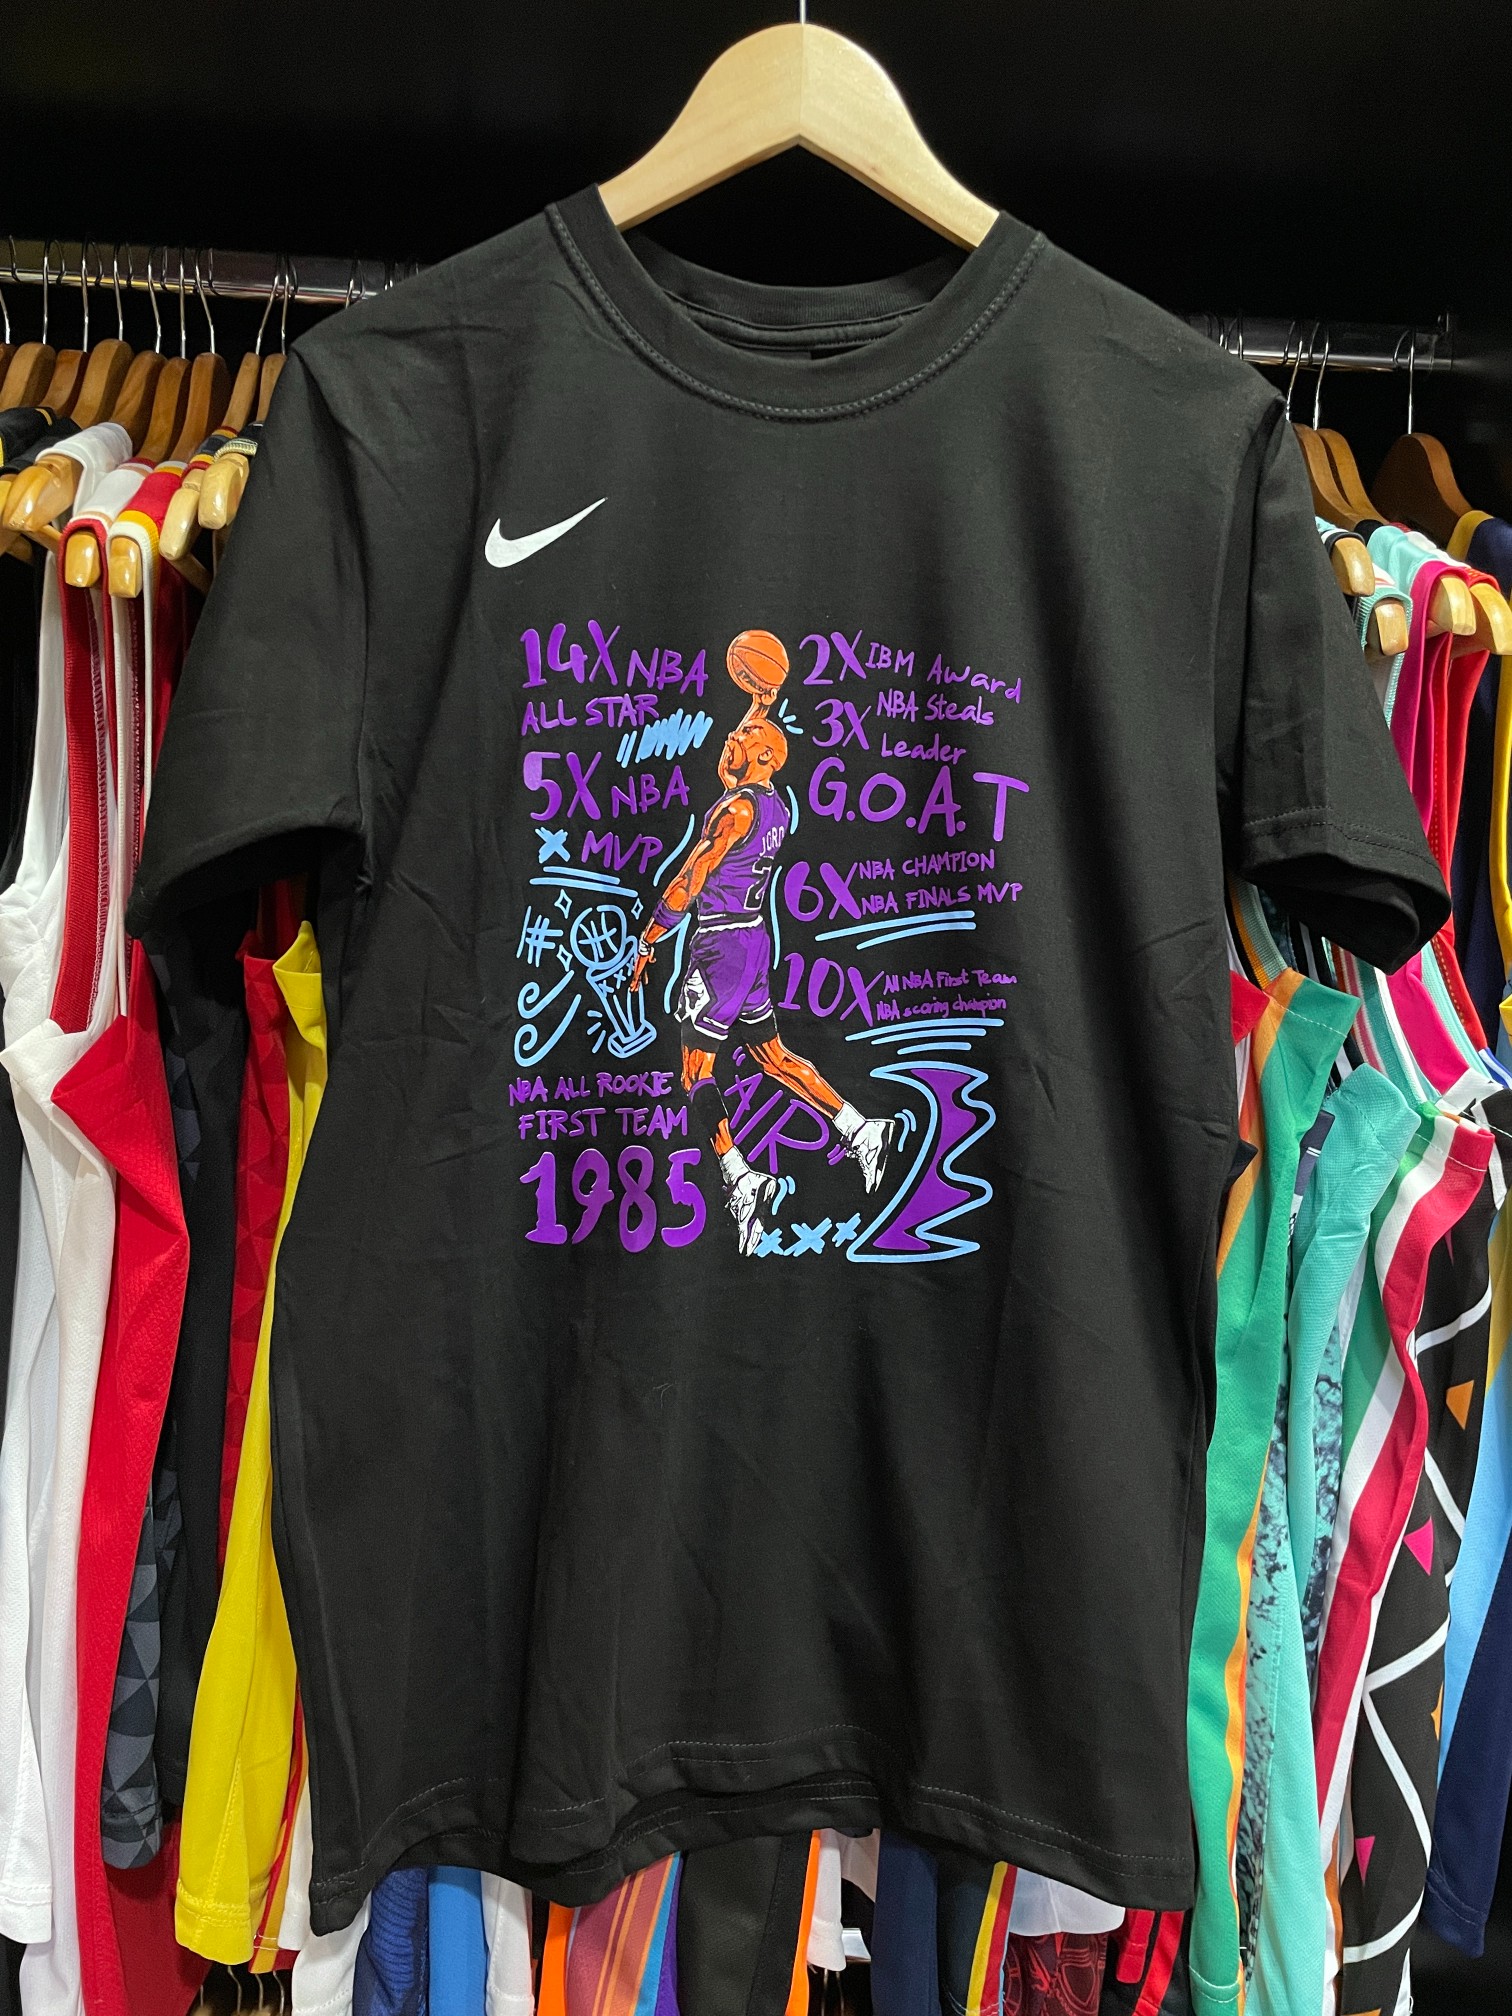 14X NBA
ALL STAR
5X NBA
X MVP
#
NBA ALL ROOKIE
FIRST TEAM
1985
2X IBM Award
3X NBA Steals
Leader
G.O.A.T
6X NBA CHAMPION
NBA FINALS MVP
10X All NBA First Team
NBA scoring champion
"AIR"
XXX